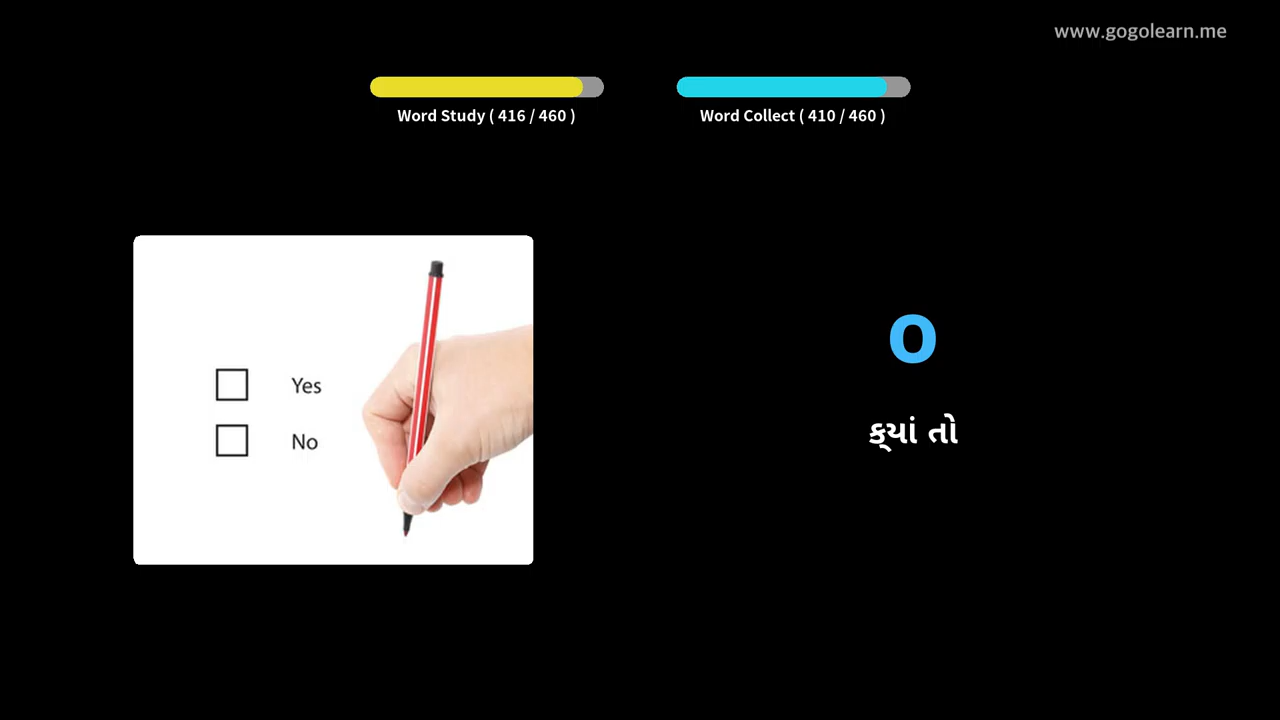 www.gogolearn.me
Word Study ( 416 / 460 )
Word Collect ( 410 / 460 )
Yes
No
o
ક્યાં તો